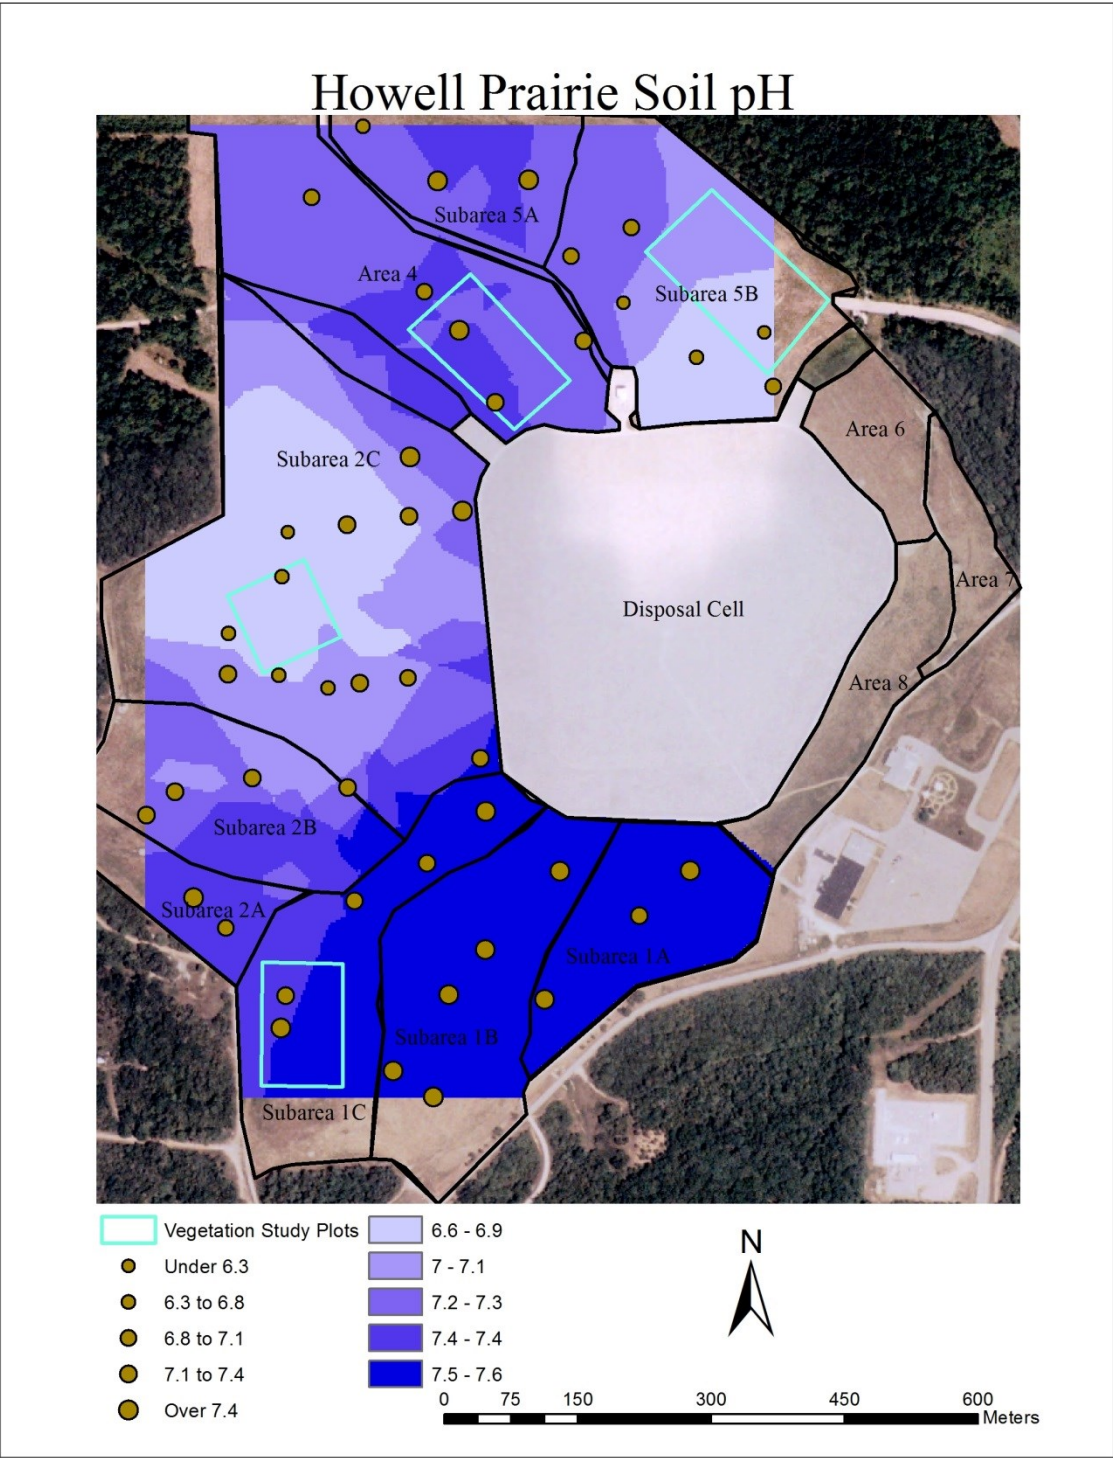 Howell Prairie Soil pH
Subarea 5A
Area 4
Subarea 5B
Area 6
Subarea 2C
Area 7
Disposal Cell
Area 8
Subarea 2B
Subarea 2A
Subarea 1A
Subarea 1B
Subarea 1C
Vegetation Study Plots
Under 6.3
6.3 to 6.8
6.8 to 7.1
7.1 to 7.4
Over 7.4
6.6 - 6.9
7 - 7.1
7.2 - 7.3
7.4 - 7.4
7.5 - 7.6
N
0 75 150 300 450 600
Meters